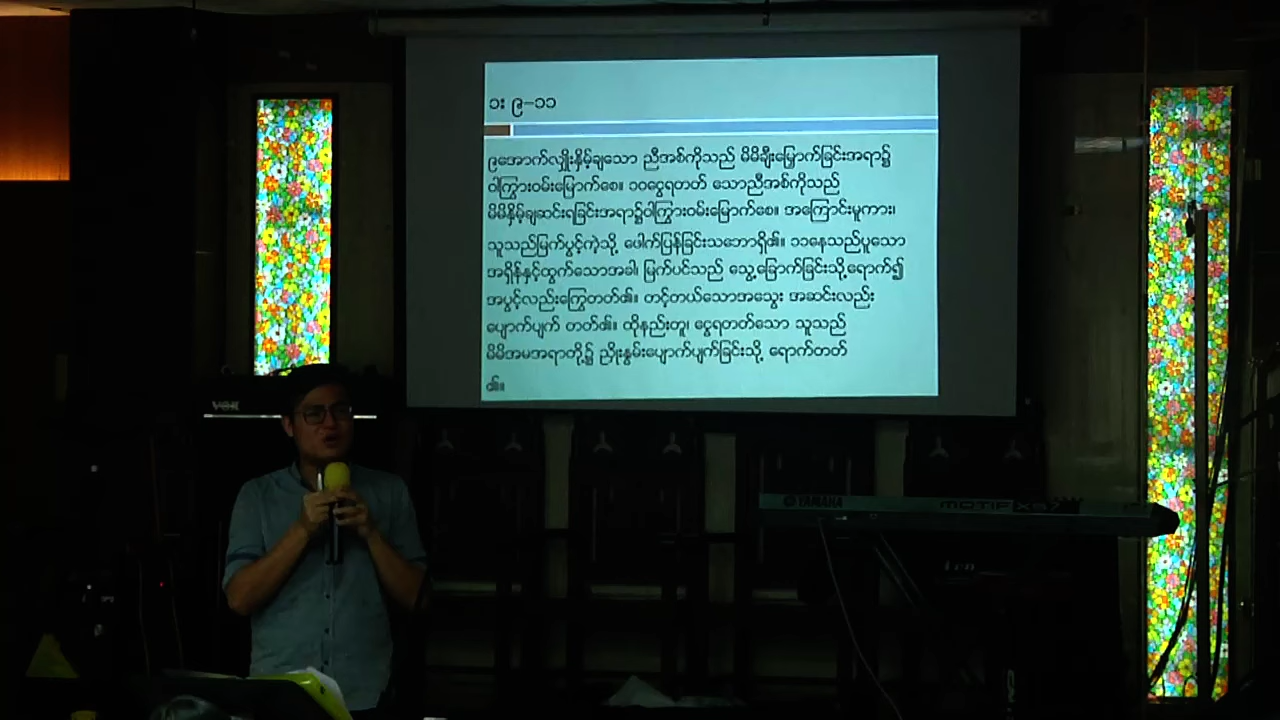 ၁း ၉-၁၁
၉အောက်လျှိုးနှိမ့်ချသော ညီအစ်ကိုသည် မိမိချီးမြှောက်ခြင်းအရာ၌
ဝါကြွားဝမ်းမြောက်စေ။ ၁၀ငွေရတတ် သောညီအစ်ကိုသည်
မိမိနှိမ့်ချဆင်းရခြင်းအရာ၌ဝါကြွားဝမ်းမြောက်စေ။ အကြောင်းမူကား၊
သူသည်မြက်ပွင့်ကဲ့သို့ ပေါက်ပြန်ခြင်းသဘောရှိ၏။ ၁၁နေသည်ပူသော
အရှိန်နှင့်ထွက်သောအခါ၊ မြက်ပင်သည် သွေ့ခြောက်ခြင်းသို့ရောက်၍
အပွင့်လည်းကြွေတတ်၏။ တင့်တယ်သောအသွေး အဆင်းလည်း
ပျောက်ပျက် တတ်၏။ ထိုနည်းတူ၊ ငွေရတတ်သော သူသည်
မိမိအမအရာတို့၌ ညှိုးနွမ်းပျောက်ပျက်ခြင်းသို့ ရောက်တတ်
၏။
VOX
YAMAHA
MOTIF XS7